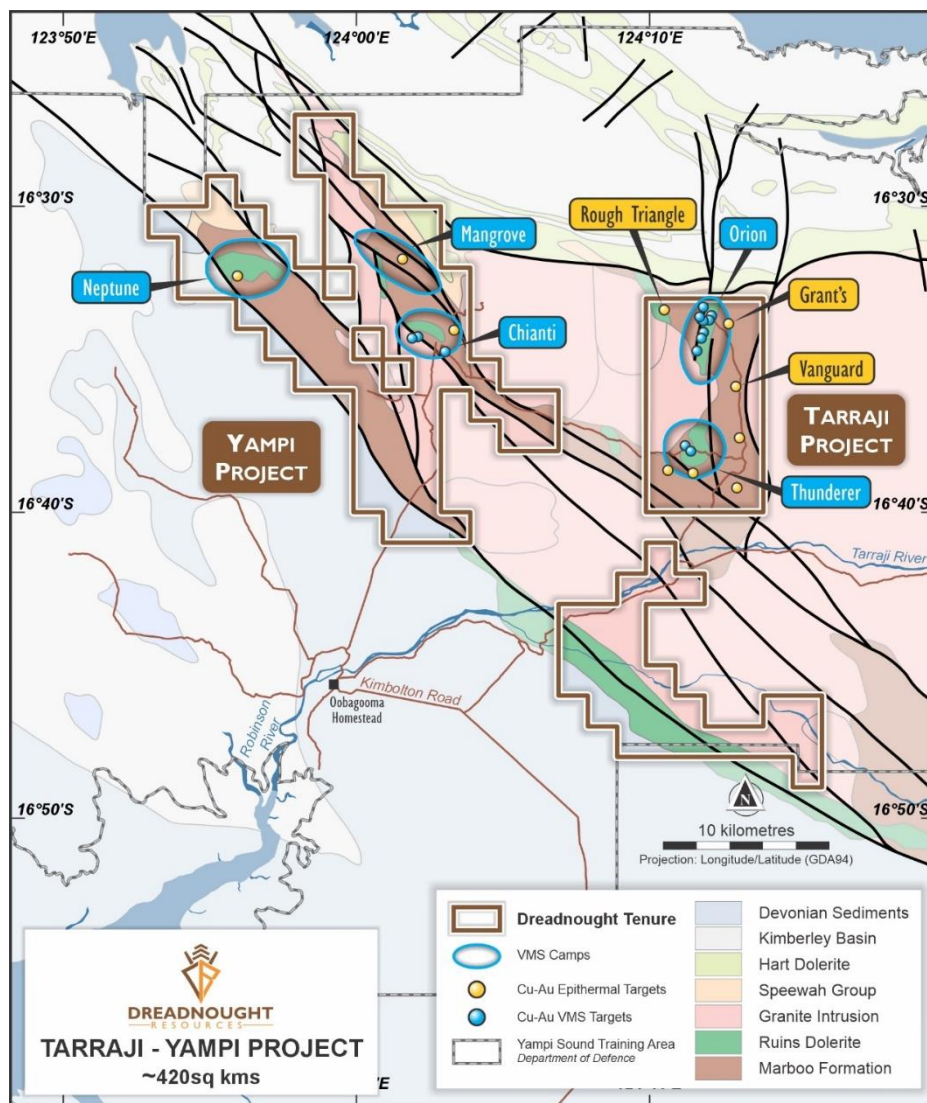 123°50'E
124°00'E
124°10'E
16°30'S
16°30'S
Rough Triangle
Orion
Mangrove
Neptune
Grant's
Chianti
Vanguard
YAMPI
PROJECT
TARRAJI
PROJECT
Thunderer
16°40'S
16°40'S
Tarraji River
Kimbolton Road
Oobagooma
Homestead
Robinson
River
16°50'S
16°50'S
N
10 kilometres
Projection: Longitude/Latitude (GDA94)
Dreadnought Tenure
VMS Camps
Cu-Au Epithermal Targets
Cu-Au VMS Targets
Yampi Sound Training Area
Department of Defence
Devonian Sediments
Kimberley Basin
Hart Dolerite
Speewah Group
Granite Intrusion
Ruins Dolerite
Marboo Formation
DREADNOUGHT
RESOURCES
TARRAJI - YAMPI PROJECT
~420sq kms